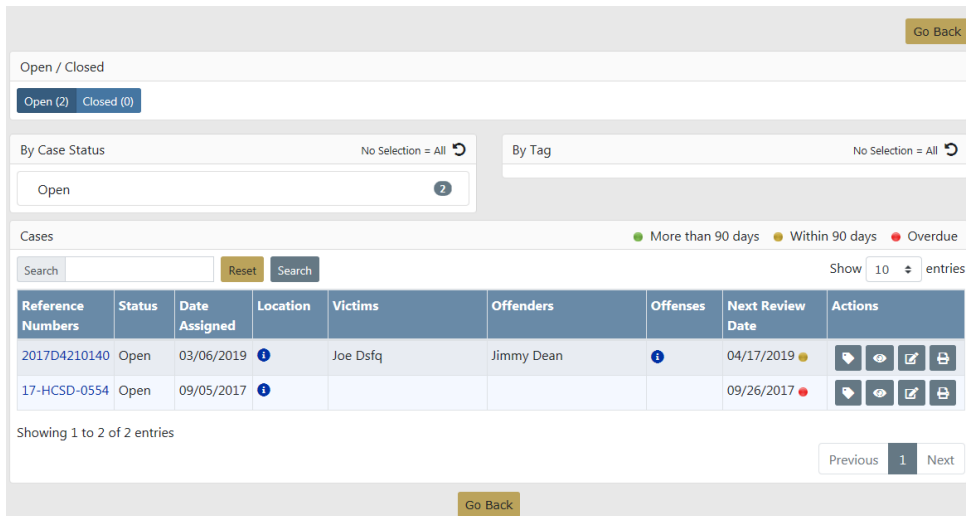 Go Back
Open / Closed
Open (2) Closed (0)
By Case Status No Selection = All
By Tag No Selection = All
Open 2
Cases More than 90 days Within 90 days Overdue
Search Reset Search Show 10 entries
Reference Numbers Status Date Assigned Location Victims Offenders Offenses Next Review Date Actions
2017D4210140 Open 03/06/2019 Joe Dsfq Jimmy Dean 04/17/2019
17-HCSD-0554 Open 09/05/2017 09/26/2017
Showing 1 to 2 of 2 entries
Previous 1 Next
Go Back